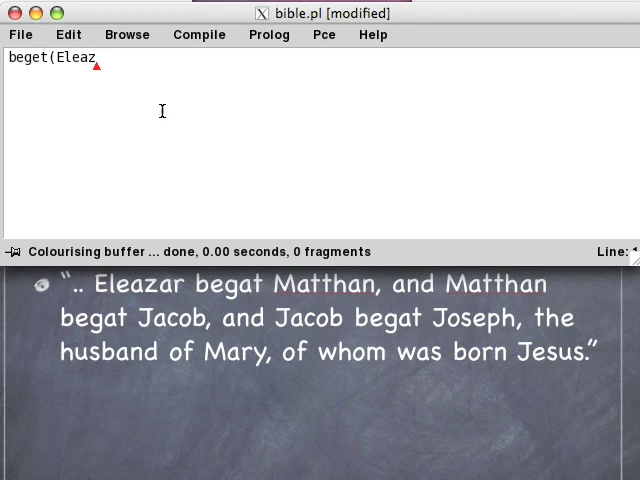 bible.pl [modified]
File Edit Browse Compile Prolog Pce Help
beget(Eleaz
Colourising buffer ... done, 0.00 seconds, 0 fragments Line:
“.. Eleazar begat Matthan, and Matthan
begat Jacob, and Jacob begat Joseph, the
husband of Mary, of whom was born Jesus.”